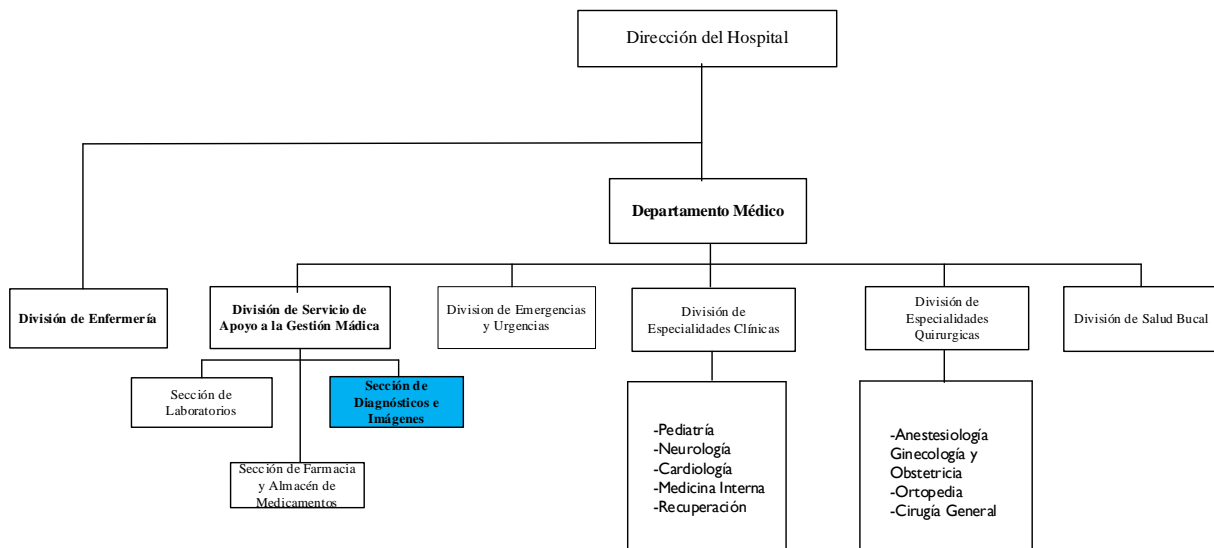 Dirección del Hospital
Departamento Médico
División de Enfermería
División de Servicio de
Apoyo a la Gestión Mádica
Division de Emergencias
y Urgencias
División de
Especialidades Clínicas
División de
Especialidades
Quirurgicas
División de Salud Bucal
Sección de
Laboratorios
Sección de
Diagnósticos e
Imágenes
Sección de Farmacia
y Almacén de
Medicamentos
-Pediatría
-Neurología
-Cardiología
-Medicina Interna
-Recuperación
-Anestesiología
Ginecología y
Obstetricia
-Ortopedia
-Cirugía General